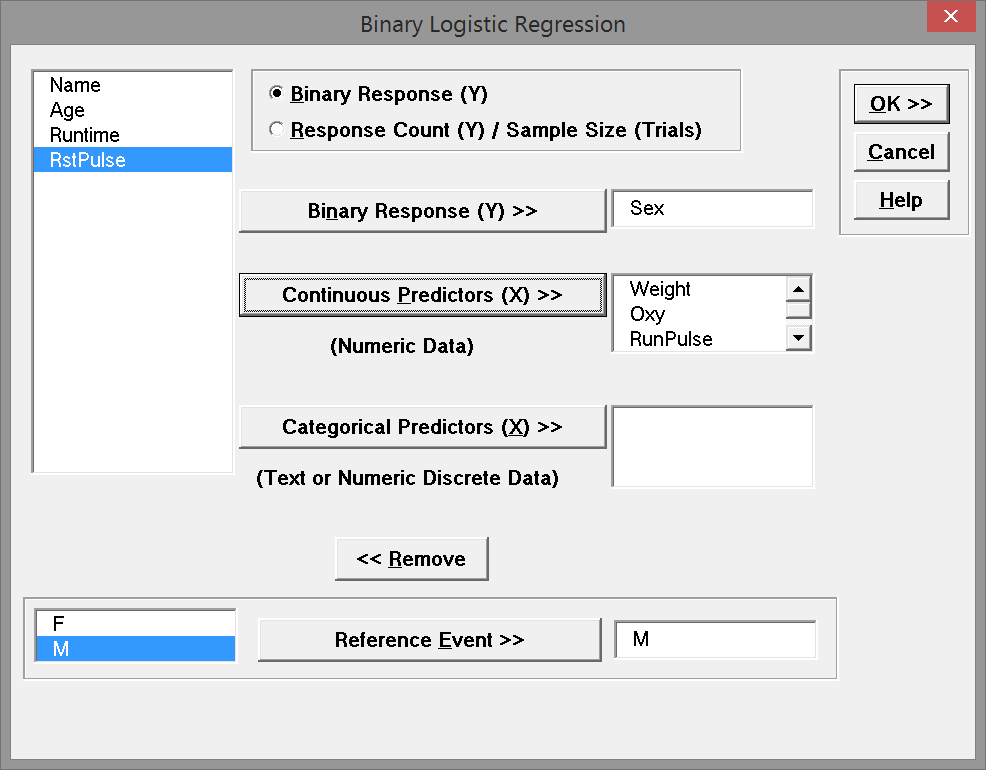 Binary Logistic Regression
Name
Age
Runtime
RstPulse
Binary Response (Y)
Response Count (Y) / Sample Size (Trials)
OK >>
Cancel
Help
Binary Response (Y) >>
Sex
Continuous Predictors (X) >>
(Numeric Data)
Weight
Oxy
RunPulse
Categorical Predictors (X) >>
(Text or Numeric Discrete Data)
<< Remove
F
M
Reference Event >>
M